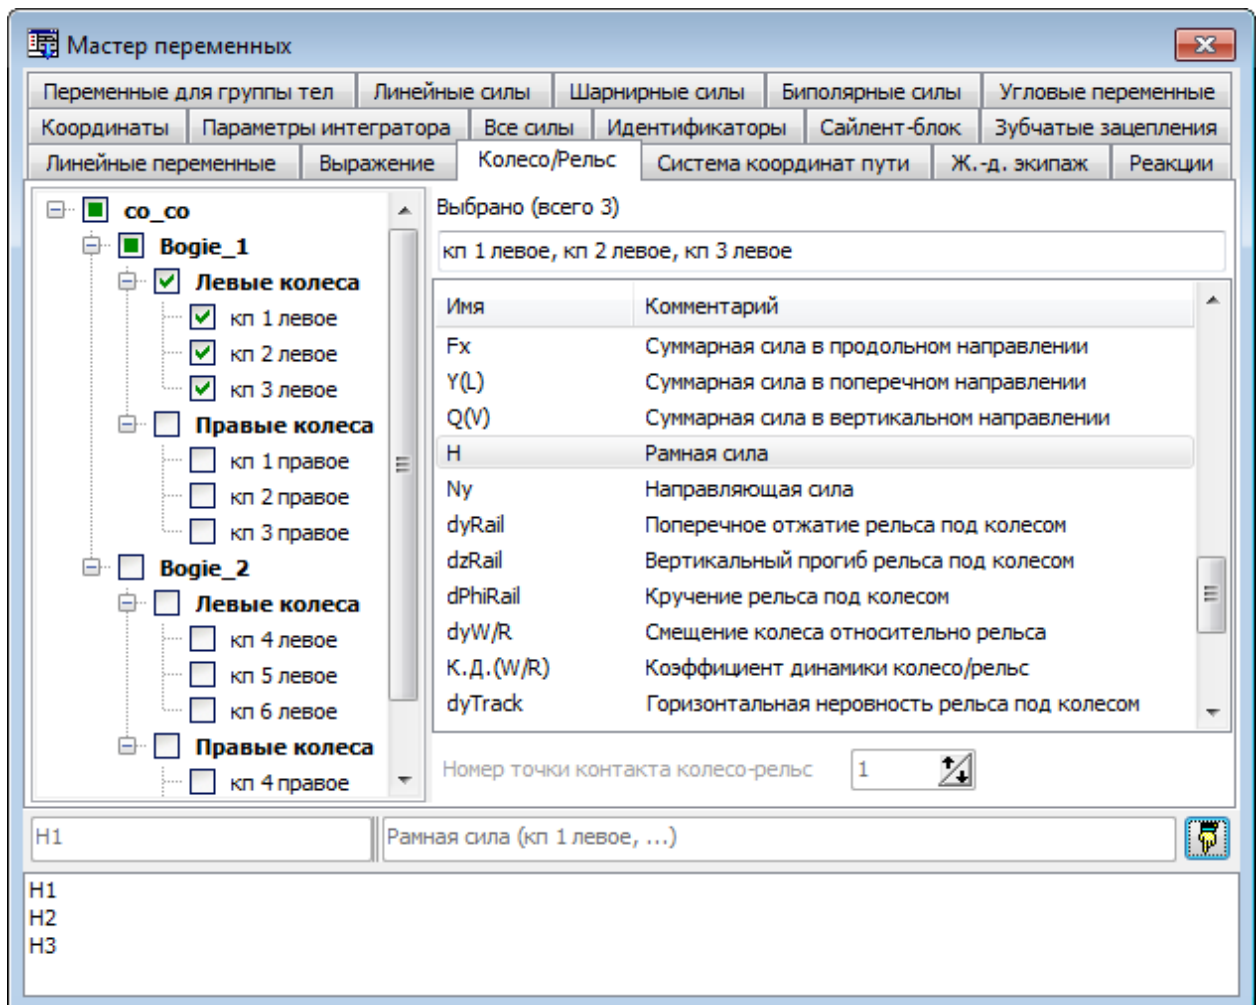 Мастер переменных
Переменные для группы тел Линейные силы Шарнирные силы Биполярные силы Угловые переменные
Координаты Параметры интегратора Все силы Идентификаторы Сайлент-блок Зубчатые зацепления
Линейные переменные Выражение Колесо/Рельс Система координат пути Ж.-д. экипаж Реакции
co_co
Bogie_1
Левые колеса
кп 1 левое
кп 2 левое
кп 3 левое
Правые колеса
кп 1 правое
кп 2 правое
кп 3 правое
Bogie_2
Левые колеса
кп 4 левое
кп 5 левое
кп 6 левое
Правые колеса
кп 4 правое
Выбрано (всего 3)
кп 1 левое, кп 2 левое, кп 3 левое
Имя Комментарий
Fx Суммарная сила в продольном направлении
Y(L) Суммарная сила в поперечном направлении
Q(V) Суммарная сила в вертикальном направлении
H Рамная сила
Ny Направляющая сила
dyRail Поперечное отжатие рельса под колесом
dzRail Вертикальный прогиб рельса под колесом
dPhiRail Кручение рельса под колесом
dyW/R Смещение колеса относительно рельса
К.Д.(W/R) Коэффициент динамики колесо/рельс
dyTrack Горизонтальная неровность рельса под колесом
Номер точки контакта колесо-рельс 1
H1 Рамная сила (кп 1 левое, ...)
H1
H2
H3